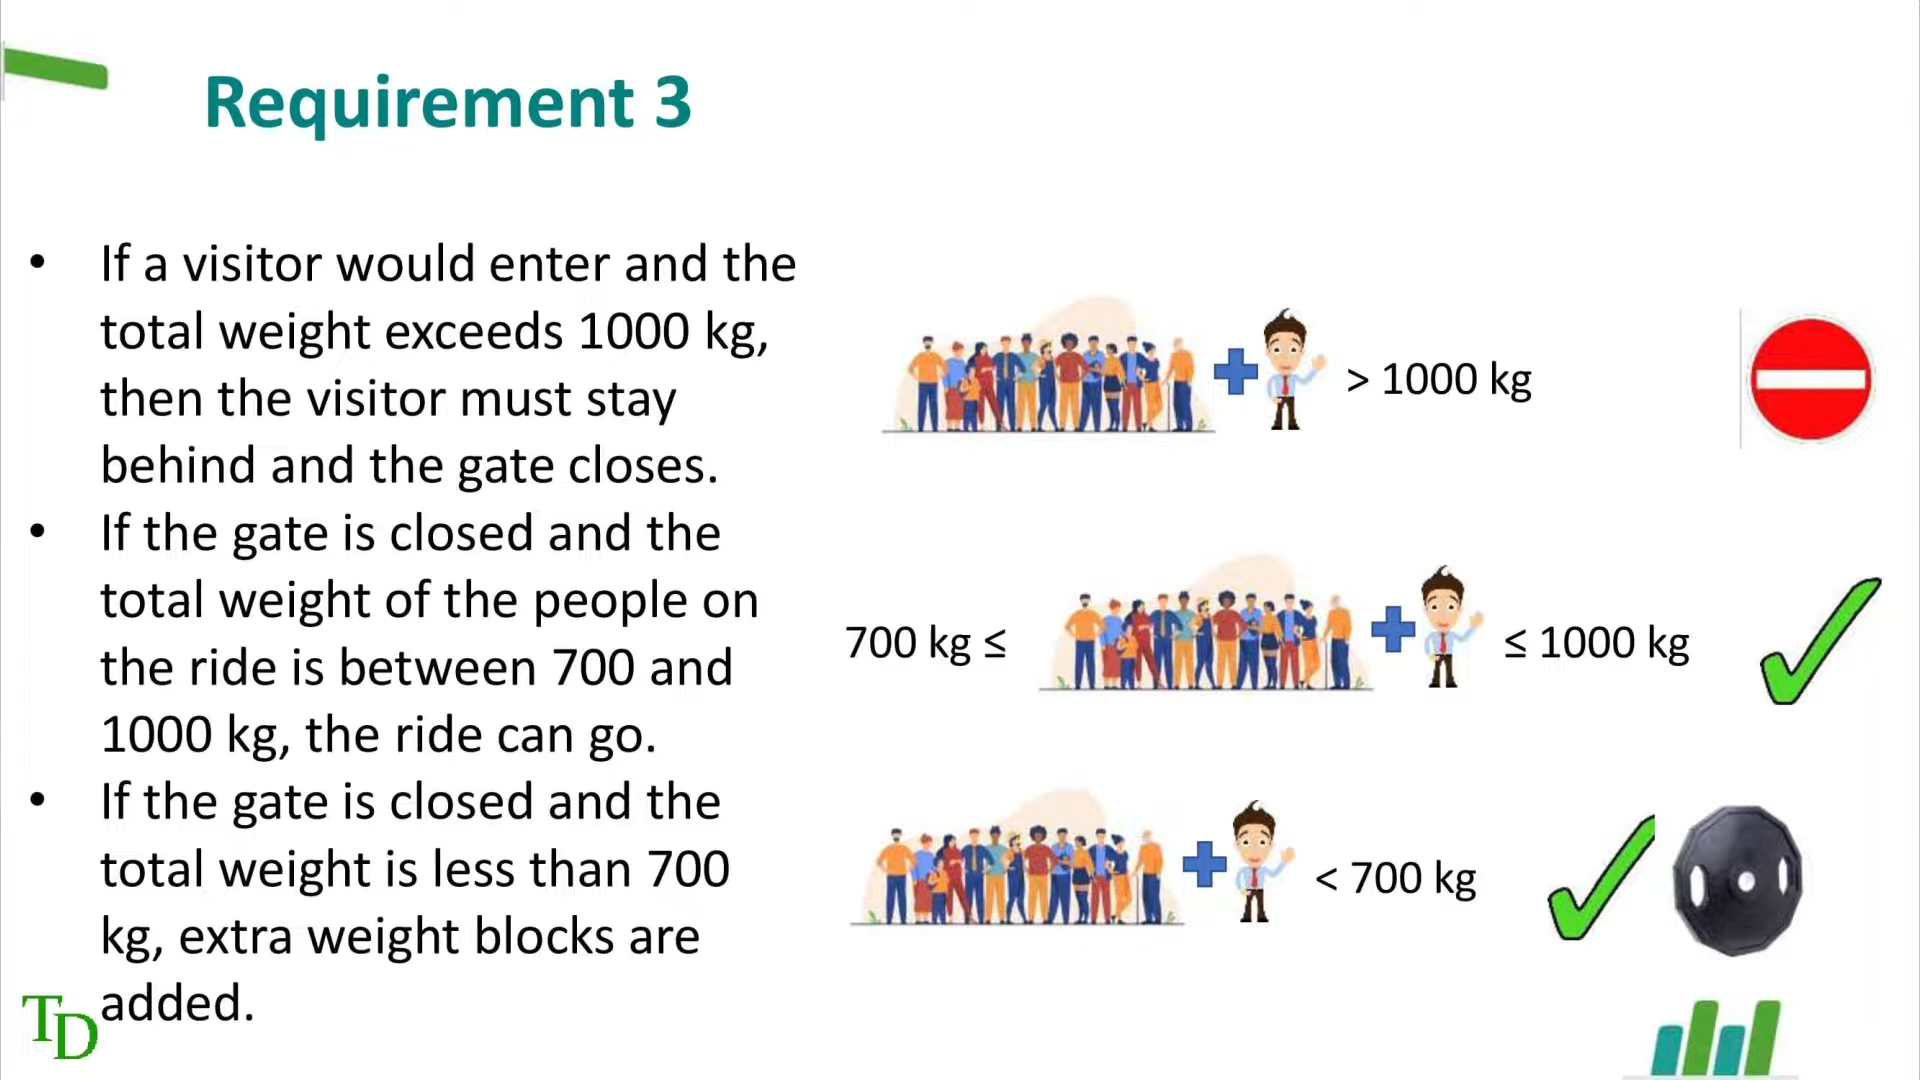 Requirement 3
• If a visitor would enter and the
total weight exceeds 1000 kg,
then the visitor must stay
behind and the gate closes.
• If the gate is closed and the
total weight of the people on
the ride is between 700 and
1000 kg, the ride can go.
• If the gate is closed and the
total weight is less than 700
kg, extra weight blocks are
added.
> 1000 kg
700 kg ≤ ≤ 1000 kg
< 700 kg
TD